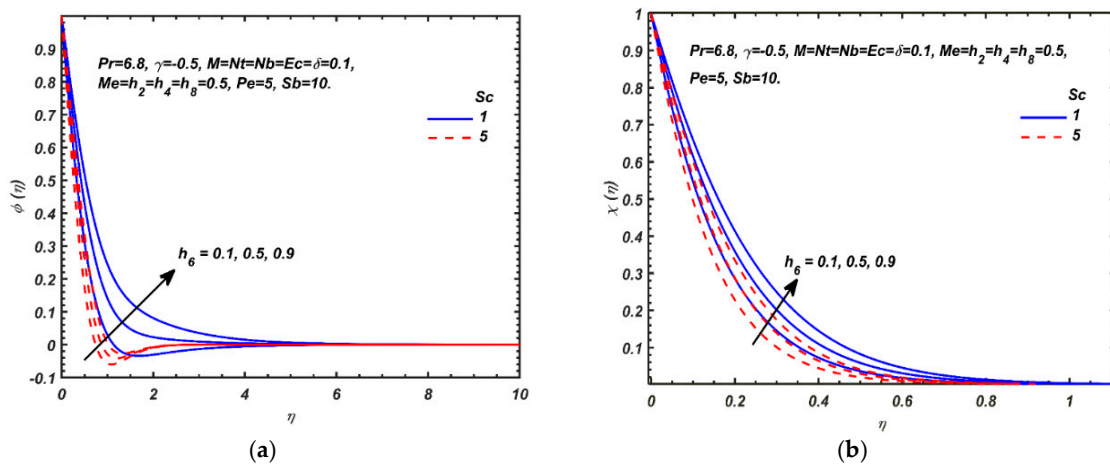 Pr=6.8, γ=-0.5, M=Nt=Nb=Ec=δ=0.1,
Me=h2=h4=h8=0.5, Pe=5, Sb=10.
Sc
1
5
h6 = 0.1, 0.5, 0.9
0.9
0.8
0.7
0.6
0.5
0.4
0.3
0.2
0.1
0
-0.1
ϕ (η)
0 2 4 6 8 10
η
(a)
Pr=6.8, γ=-0.5, M=Nt=Nb=Ec=δ=0.1, Me=h2=h4=h8=0.5,
Pe=5, Sb=10.
Sc
1
5
h6 = 0.1, 0.5, 0.9
1
0.9
0.8
0.7
0.6
0.5
0.4
0.3
0.2
0.1
χ (η)
0 0.2 0.4 0.6 0.8 1
η
(b)